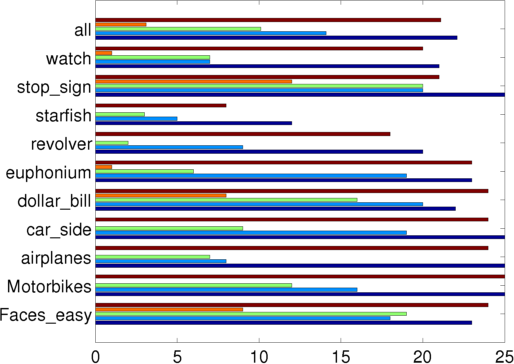 all
watch
stop_sign
starfish
revolver
euphonium
dollar_bill
car_side
airplanes
Motorbikes
Faces_easy
0 5 10 15 20 25